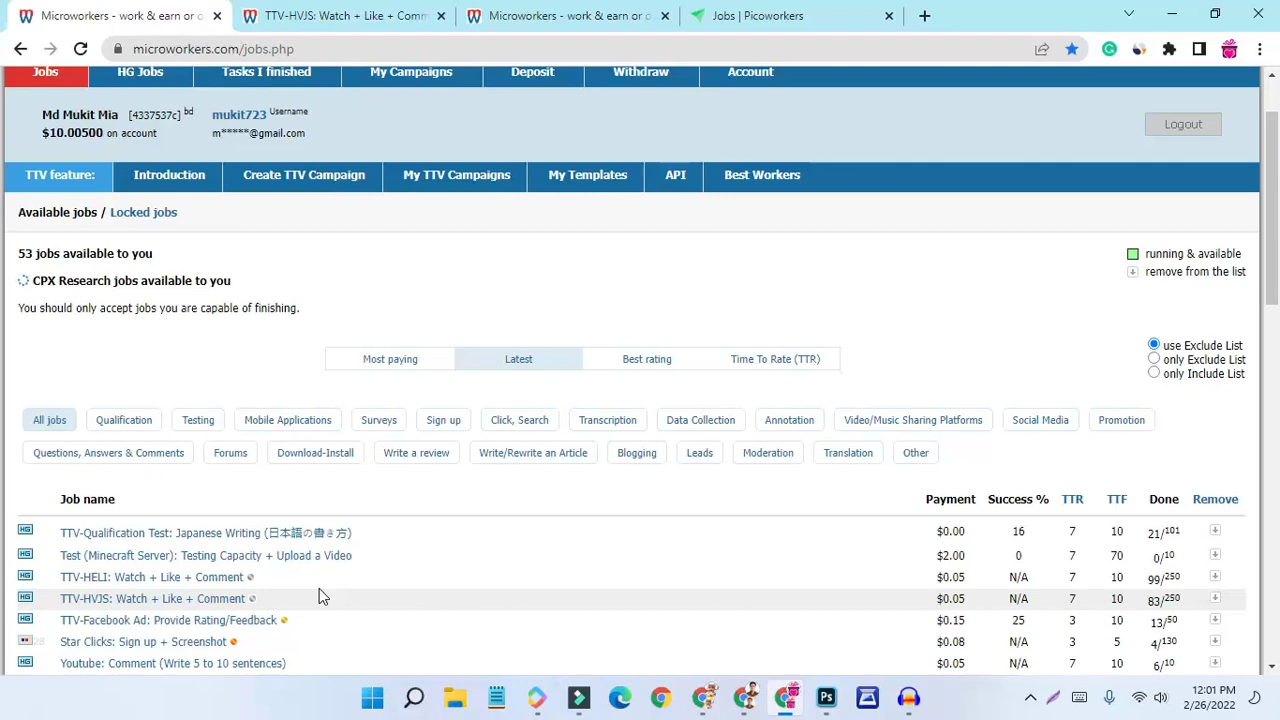 Microworkers - work & earn or o
TTV-HVJS: Watch + Like + Comm
Microworkers - work & earn or o
Jobs | Picoworkers
microworkers.com/jobs.php
Jobs
HG Jobs
Tasks I finished
My Campaigns
Deposit
Withdraw
Account
Md Mukit Mia [4337537c] bd
mukit723 Username
$10.00500 on account
m*****@gmail.com
Logout
TTV feature:
Introduction
Create TTV Campaign
My TTV Campaigns
My Templates
API
Best Workers
Available jobs / Locked jobs
53 jobs available to you
running & available
CPX Research jobs available to you
remove from the list
You should only accept jobs you are capable of finishing.
Most paying
Latest
Best rating
Time To Rate (TTR)
use Exclude List
only Exclude List
only Include List
All jobs
Qualification
Testing
Mobile Applications
Surveys
Sign up
Click, Search
Transcription
Data Collection
Annotation
Video/Music Sharing Platforms
Social Media
Promotion
Questions, Answers & Comments
Forums
Download-Install
Write a review
Write/Rewrite an Article
Blogging
Leads
Moderation
Translation
Other
Job name Payment Success % TTR TTF Done Remove
HG TTV-Qualification Test: Japanese Writing (日本語の書き方) $0.00 16 7 10 21/101
HG Test (Minecraft Server): Testing Capacity + Upload a Video $2.00 0 7 70 0/10
HG TTV-HELI: Watch + Like + Comment $0.05 N/A 7 10 99/250
HG TTV-HVJS: Watch + Like + Comment $0.05 N/A 7 10 83/250
HG TTV-Facebook Ad: Provide Rating/Feedback $0.15 25 3 10 13/50
28 Star Clicks: Sign up + Screenshot $0.08 N/A 3 5 4/130
HG Youtube: Comment (Write 5 to 10 sentences) $0.05 N/A 7 10 6/10
Ps
12:01 PM
2/26/2022